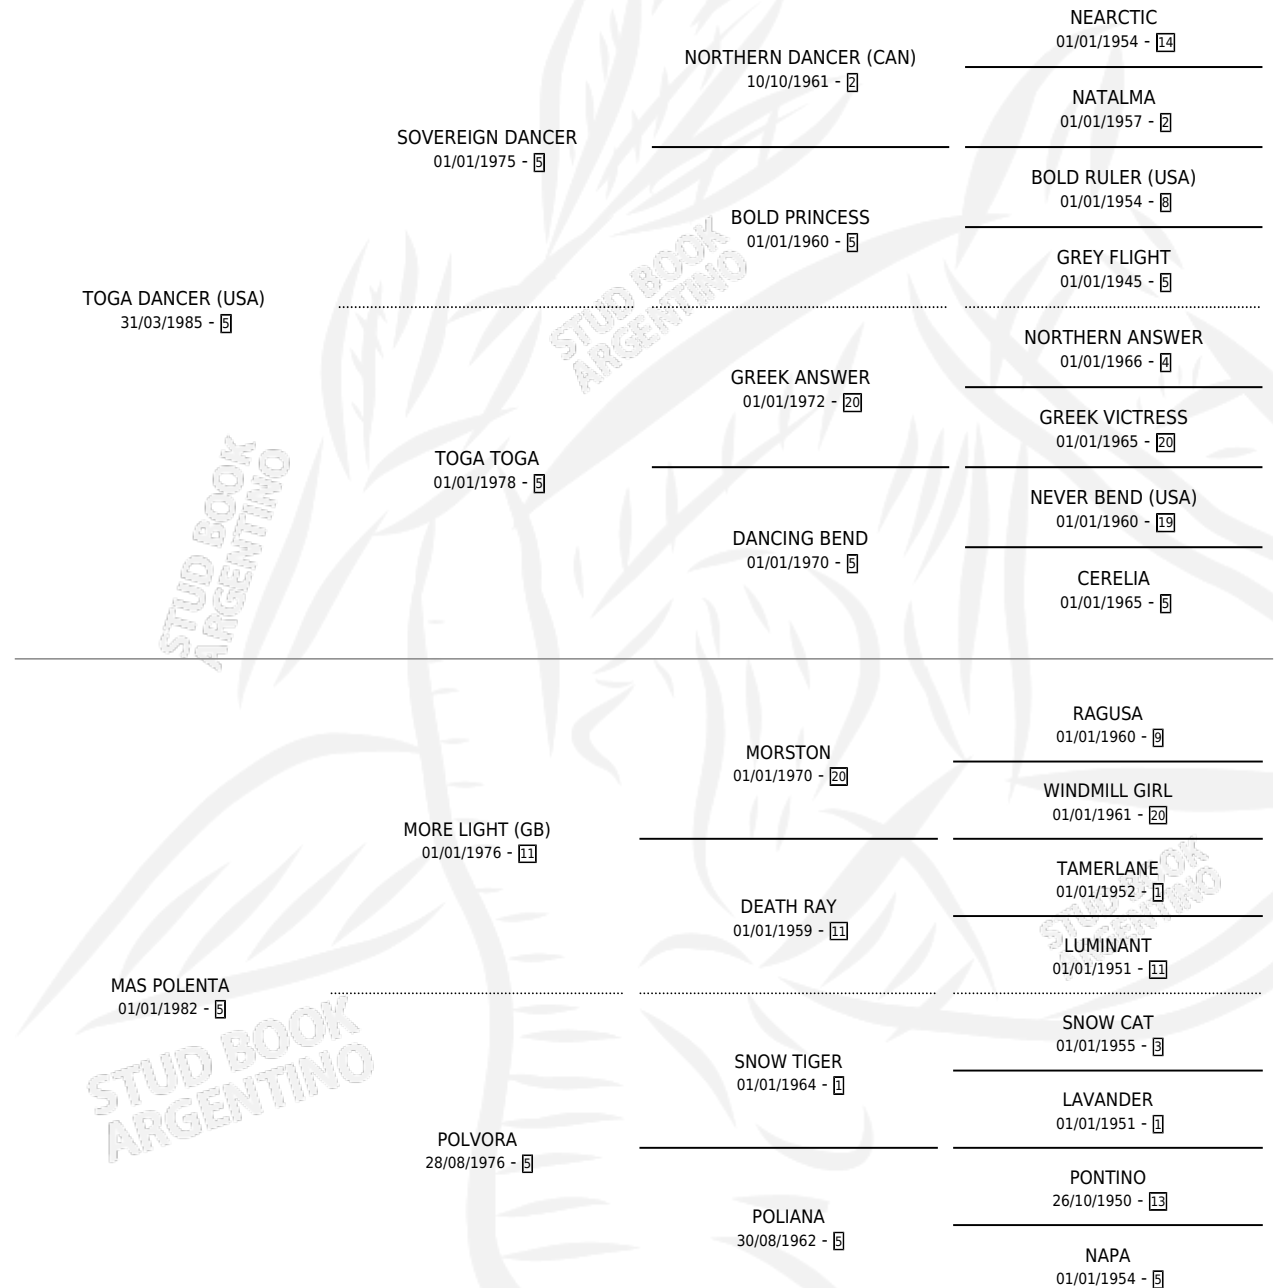 NEARCTIC
01/01/1954 - 14
NORTHERN DANCER (CAN)
10/10/1961 - 2
NATALMA
01/01/1957 - 2
SOVEREIGN DANCER
01/01/1975 - 5
BOLD RULER (USA)
01/01/1954 - 8
BOLD PRINCESS
01/01/1960 - 5
GREY FLIGHT
01/01/1945 - 5
TOGA DANCER (USA)
31/03/1985 - 5
NORTHERN ANSWER
01/01/1966 - 4
GREEK ANSWER
01/01/1972 - 20
GREEK VICTRESS
01/01/1965 - 20
TOGA TOGA
01/01/1978 - 5
NEVER BEND (USA)
01/01/1960 - 19
DANCING BEND
01/01/1970 - 5
CERELIA
01/01/1965 - 5
RAGUSA
01/01/1960 - 9
MORSTON
01/01/1970 - 20
WINDMILL GIRL
01/01/1961 - 20
MORE LIGHT (GB)
01/01/1976 - 11
TAMERLANE
01/01/1952 - 1
DEATH RAY
01/01/1959 - 11
LUMINANT
01/01/1951 - 11
MAS POLENTA
01/01/1982 - 5
SNOW CAT
01/01/1955 - 3
SNOW TIGER
01/01/1964 - 1
LAVANDER
01/01/1951 - 1
POLVORA
28/08/1976 - 5
PONTINO
26/10/1950 - 13
POLIANA
30/08/1962 - 5
NAPA
01/01/1954 - 5
STUD BOOK
ARGENTINO
STUD BOOK
ARGENTINO
STUD BOOK
ARGENTINO
STUD BOOK
ARGENTINO